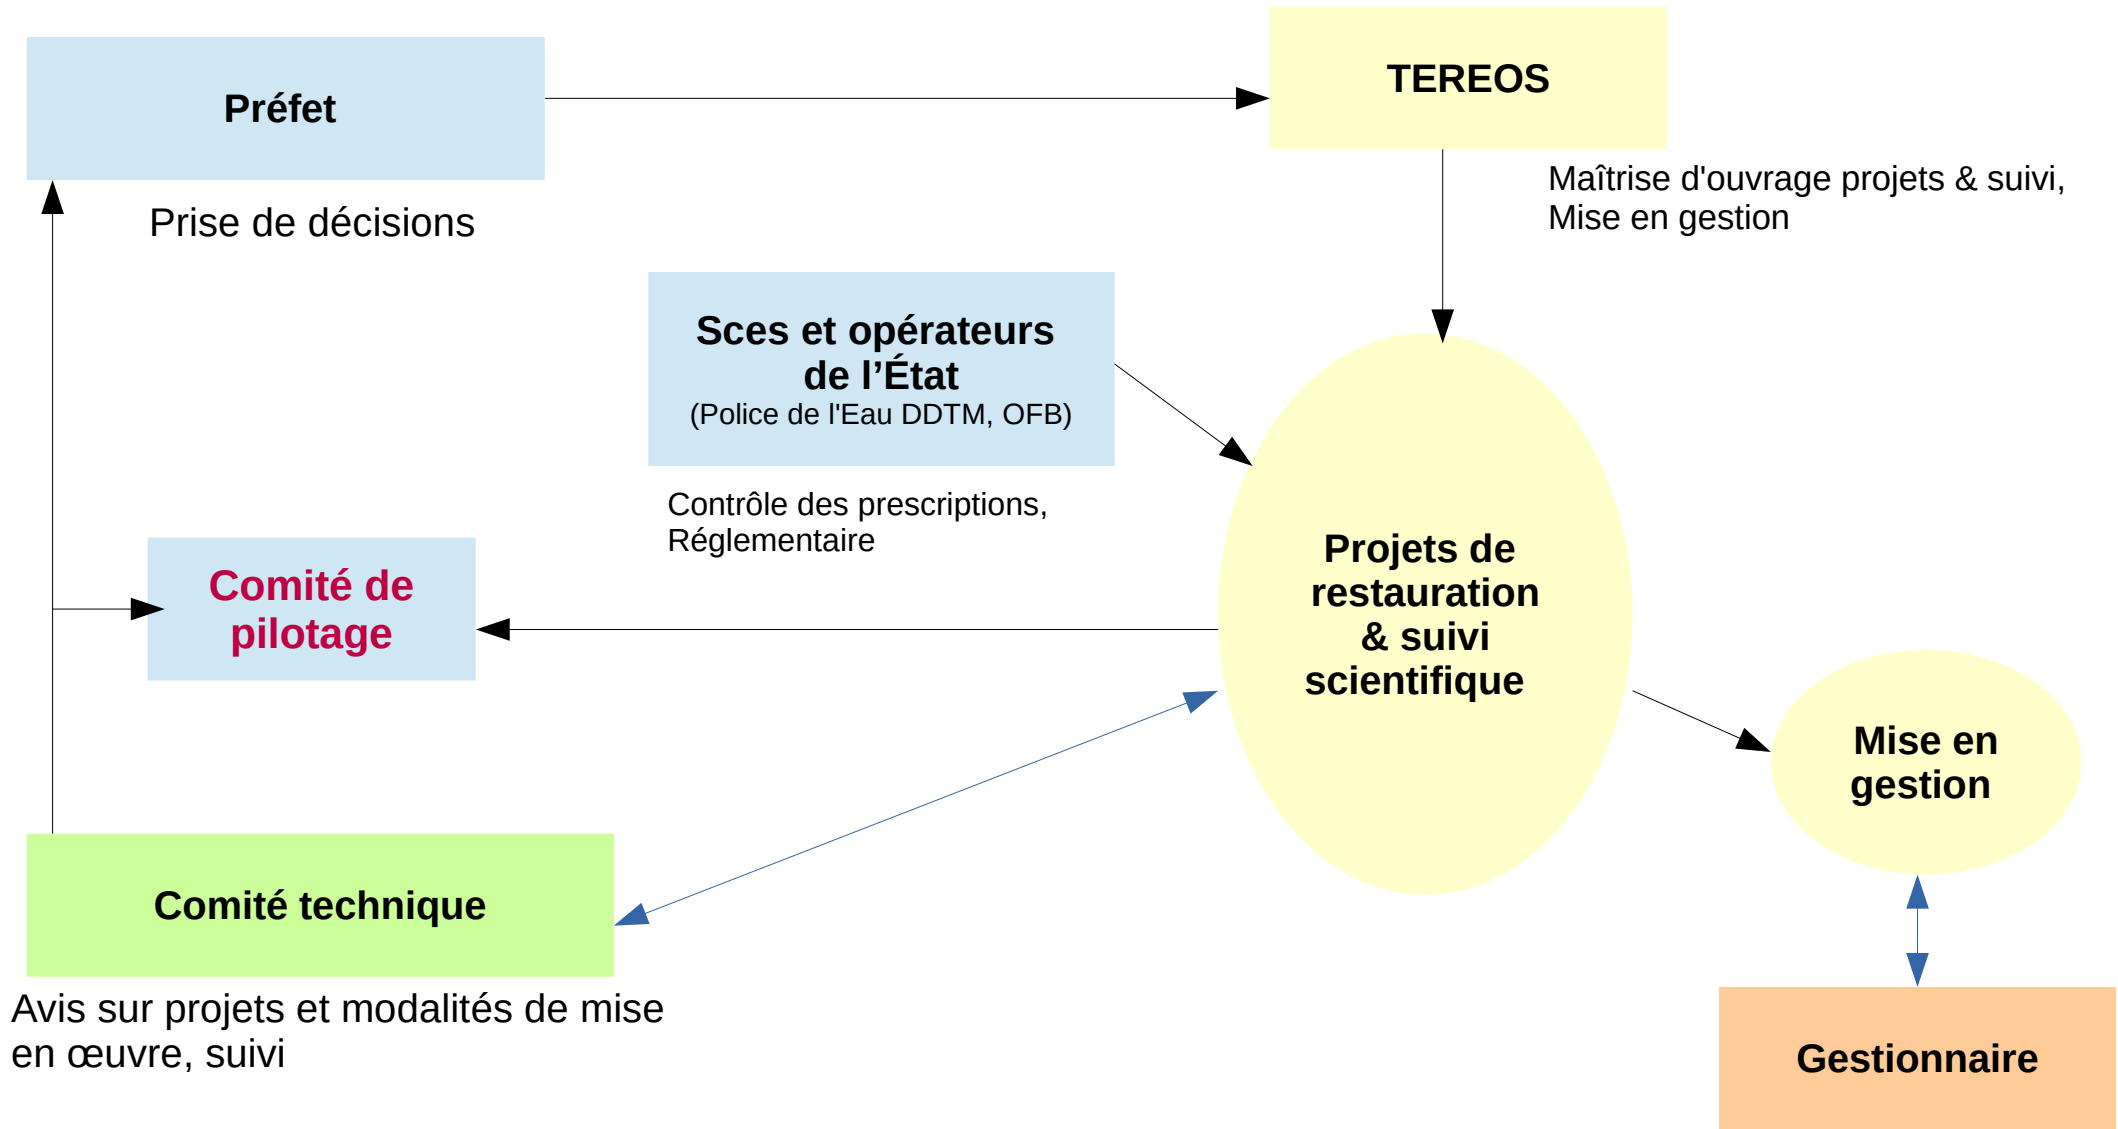 TEREOS
Préfet
Maîtrise d'ouvrage projets & suivi,
Mise en gestion
Prise de décisions
Sces et opérateurs
de l’État
(Police de l'Eau DDTM, OFB)
Contrôle des prescriptions,
Réglementaire
Comité de
pilotage
Projets de
restauration
& suivi
scientifique
Mise en
gestion
Comité technique
Avis sur projets et modalités de mise
en œuvre, suivi
Gestionnaire